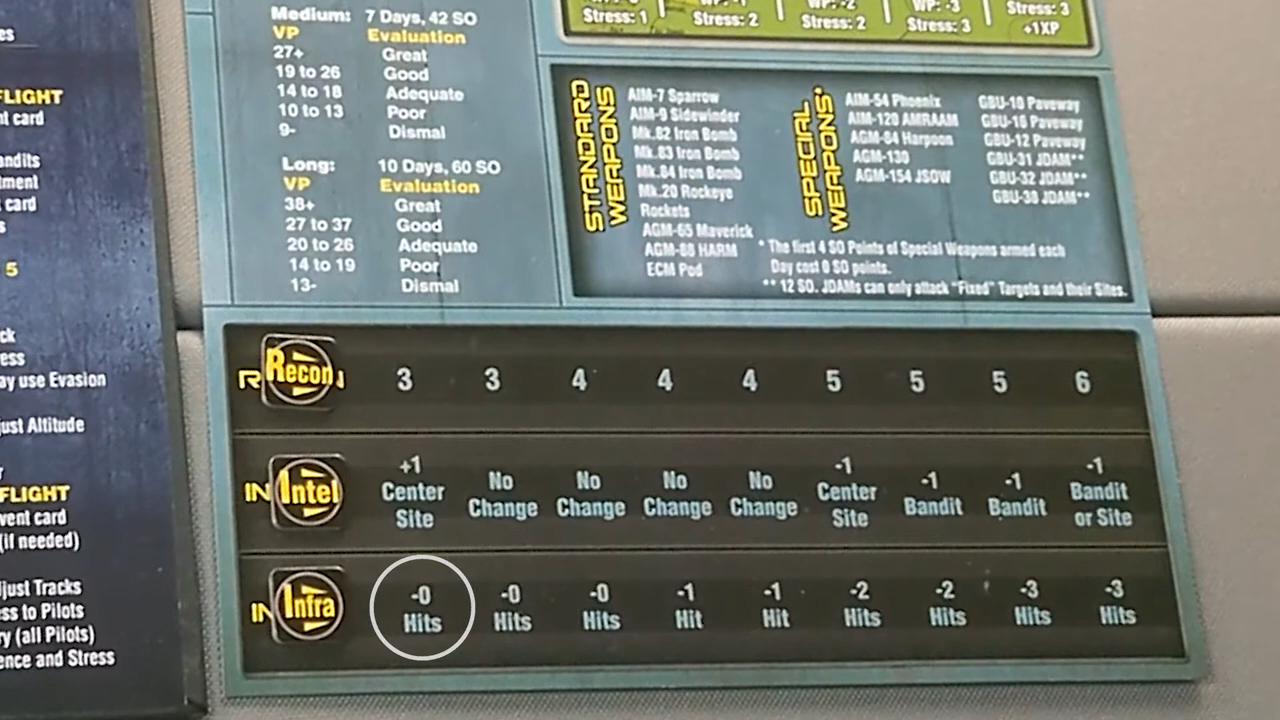 es
FLIGHT
nt card
andits
tment
card
s
5
ck
ess
ay use Evasion
just Altitude
FLIGHT
vent card
(if needed)
just Tracks
ss to Pilots
ry (all Pilots)
ence and Stress
Medium: 7 Days, 42 SO
VP Evaluation
27+ Great
19 to 26 Good
14 to 18 Adequate
10 to 13 Poor
9- Dismal
Long: 10 Days, 60 SO
VP Evaluation
38+ Great
27 to 37 Good
20 to 26 Adequate
14 to 19 Poor
13- Dismal
WP: -2 WP: -3
Stress: 1 Stress: 2 Stress: 2 Stress: 3 Stress: 3
+1XP
STANDARD
WEAPONS
AIM-7 Sparrow
AIM-9 Sidewinder
Mk.82 Iron Bomb
Mk.83 Iron Bomb
Mk.84 Iron Bomb
Mk.20 Rockeye
Rockets
AGM-65 Maverick
AGM-88 HARM
ECM Pod
SPECIAL
WEAPONS*
AIM-54 Phoenix
AIM-120 AMRAAM
AGM-84 Harpoon
AGM-130
AGM-154 JSOW
GBU-10 Paveway
GBU-16 Paveway
GBU-12 Paveway
GBU-31 JDAM**
GBU-32 JDAM**
GBU-38 JDAM**
* The first 4 SO Points of Special Weapons armed each
Day cost 0 SO points.
** 12 SO. JDAMs can only attack "Fixed" Targets and their Sites.
Recon 3 3 4 4 4 5 5 5 6
Intel
+1
Center
Site
No
Change
No
Change
No
Change
No
Change
-1
Center
Site
-1
Bandit
-1
Bandit
-1
Bandit
or Site
Infra
-0
Hits
-0
Hits
-0
Hits
-1
Hit
-1
Hit
-2
Hits
-2
Hits
-3
Hits
-3
Hits